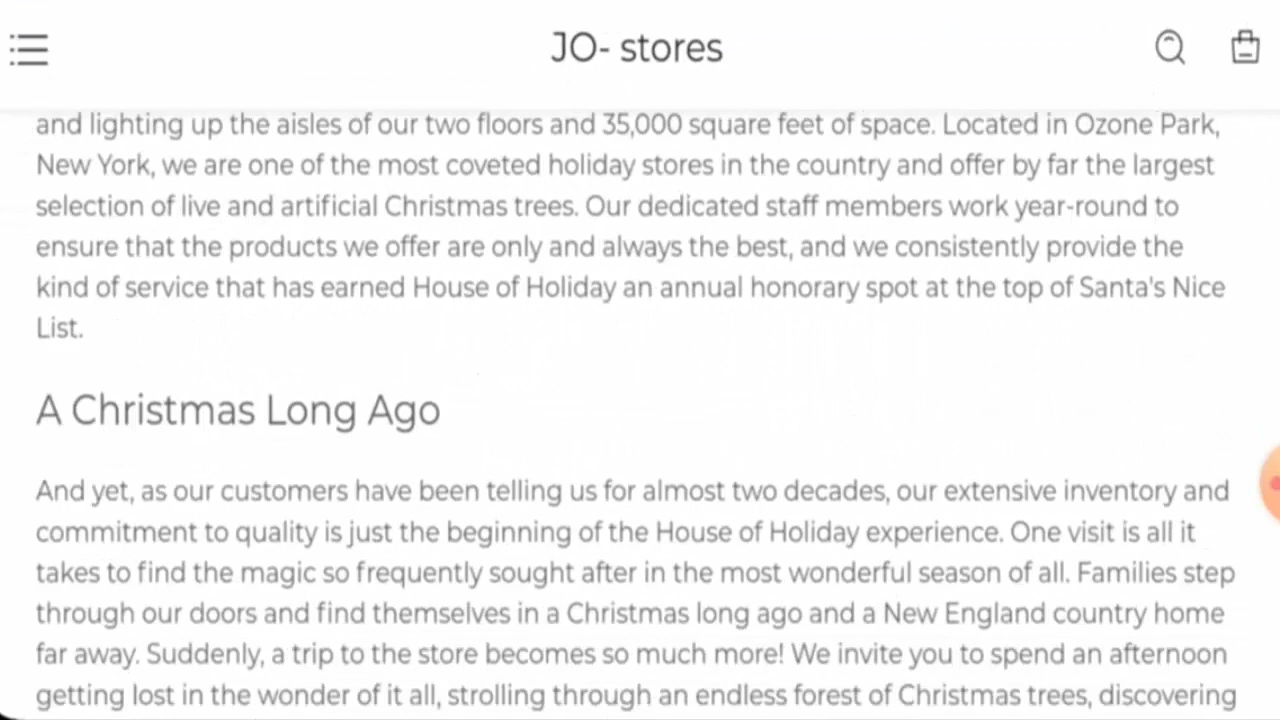 JO- stores
and lighting up the aisles of our two floors and 35,000 square feet of space. Located in Ozone Park,
New York, we are one of the most coveted holiday stores in the country and offer by far the largest
selection of live and artificial Christmas trees. Our dedicated staff members work year-round to
ensure that the products we offer are only and always the best, and we consistently provide the
kind of service that has earned House of Holiday an annual honorary spot at the top of Santa's Nice
List.
A Christmas Long Ago
And yet, as our customers have been telling us for almost two decades, our extensive inventory and
commitment to quality is just the beginning of the House of Holiday experience. One visit is all it
takes to find the magic so frequently sought after in the most wonderful season of all. Families step
through our doors and find themselves in a Christmas long ago and a New England country home
far away. Suddenly, a trip to the store becomes so much more! We invite you to spend an afternoon
getting lost in the wonder of it all, strolling through an endless forest of Christmas trees, discovering